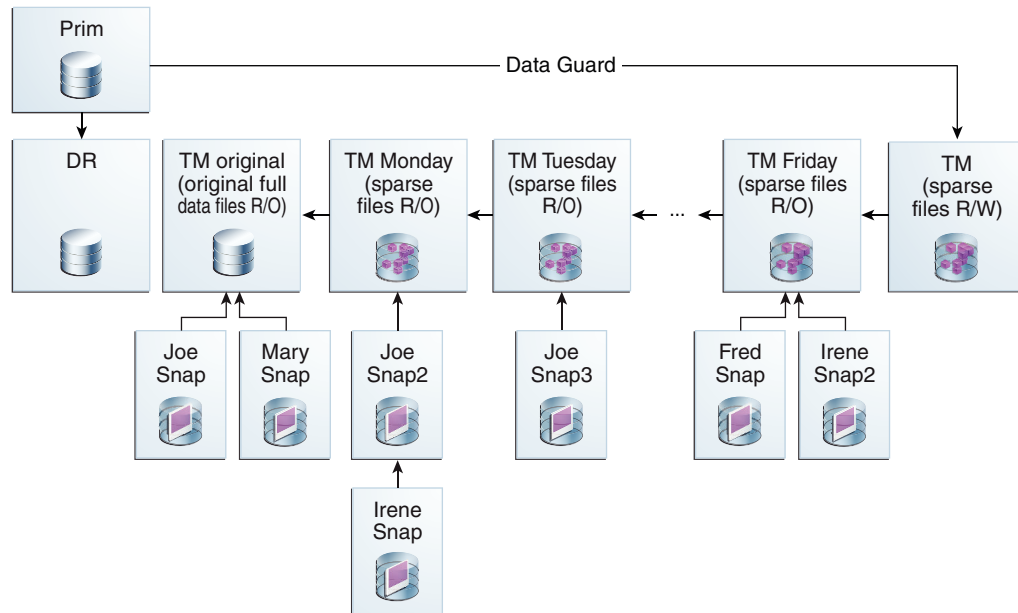 Prim
Data Guard
DR
TM original
(original full
data files R/O)
TM Monday
(sparse
files R/O)
TM Tuesday
(sparse files
R/O)
...
TM Friday
(sparse files
R/O)
TM
(sparse
files R/W)
Joe
Snap
Mary
Snap
Joe
Snap2
Joe
Snap3
Fred
Snap
Irene
Snap2
Irene
Snap